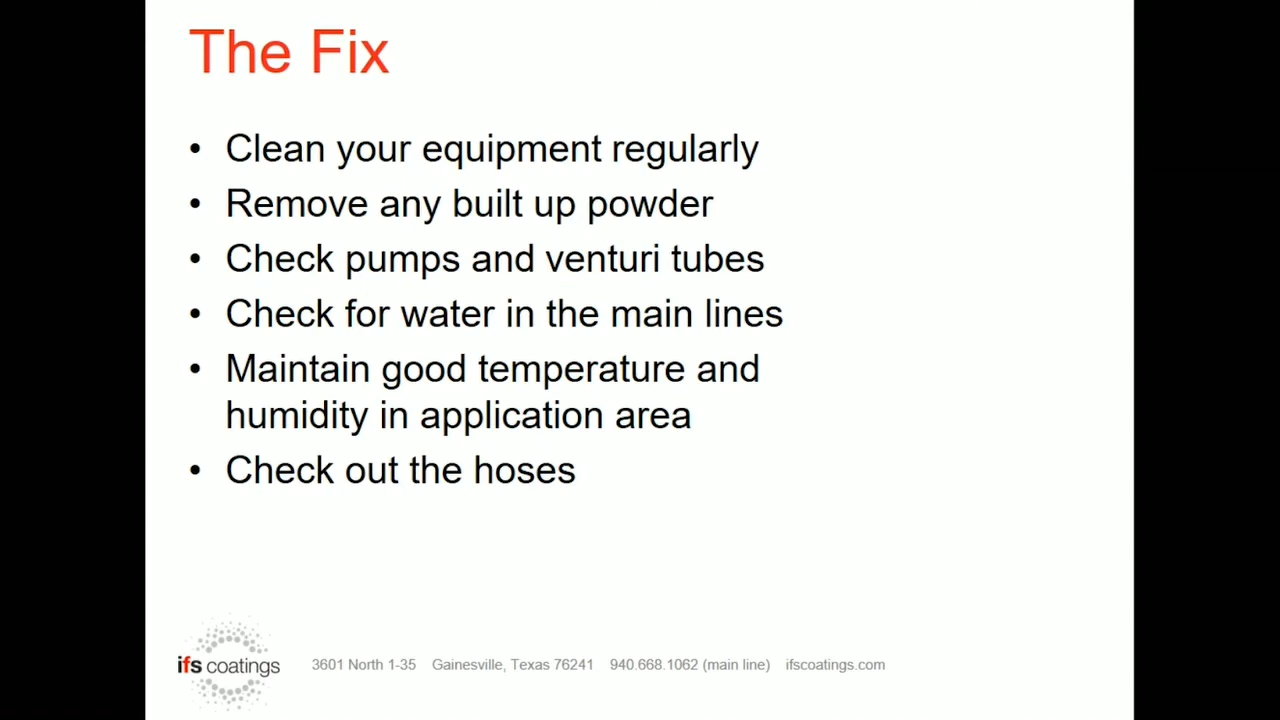 The Fix
• Clean your equipment regularly
• Remove any built up powder
• Check pumps and venturi tubes
• Check for water in the main lines
• Maintain good temperature and
humidity in application area
• Check out the hoses
ifs coatings 3601 North 1-35 Gainesville, Texas 76241 940.668.1062 (main line) ifscoatings.com